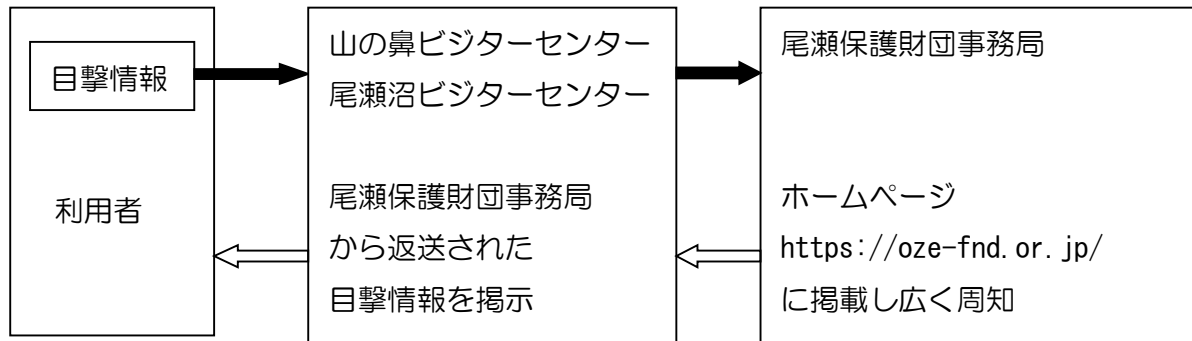 目撃情報
利用者
山の鼻ビジターセンター
尾瀬沼ビジターセンター
尾瀬保護財団事務局
から返送された
目撃情報を掲示
尾瀬保護財団事務局
ホームページ
https://oze-fnd.or.jp/
に掲載し広く周知